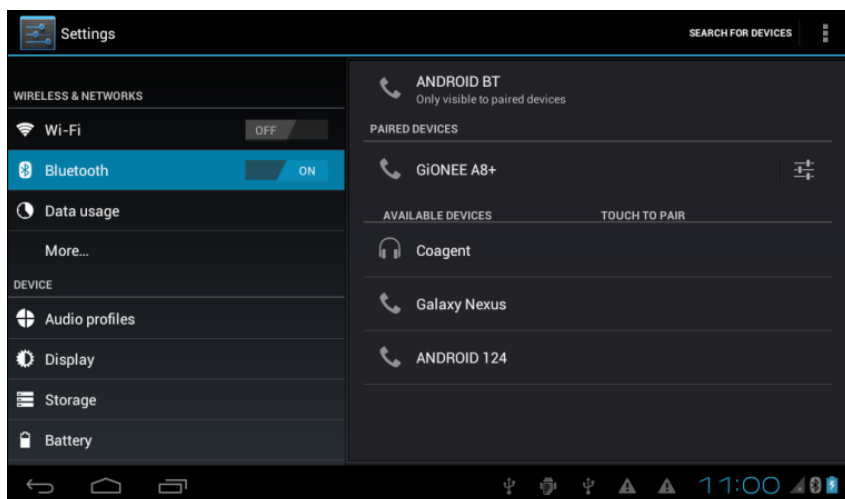 Settings
SEARCH FOR DEVICES
WIRELESS & NETWORKS
Wi-Fi
OFF
Bluetooth
ON
Data usage
More...
DEVICE
Audio profiles
Display
Storage
Battery
ANDROID BT
Only visible to paired devices
PAIRED DEVICES
GiONEE A8+
AVAILABLE DEVICES TOUCH TO PAIR
Coagent
Galaxy Nexus
ANDROID 124
11:00